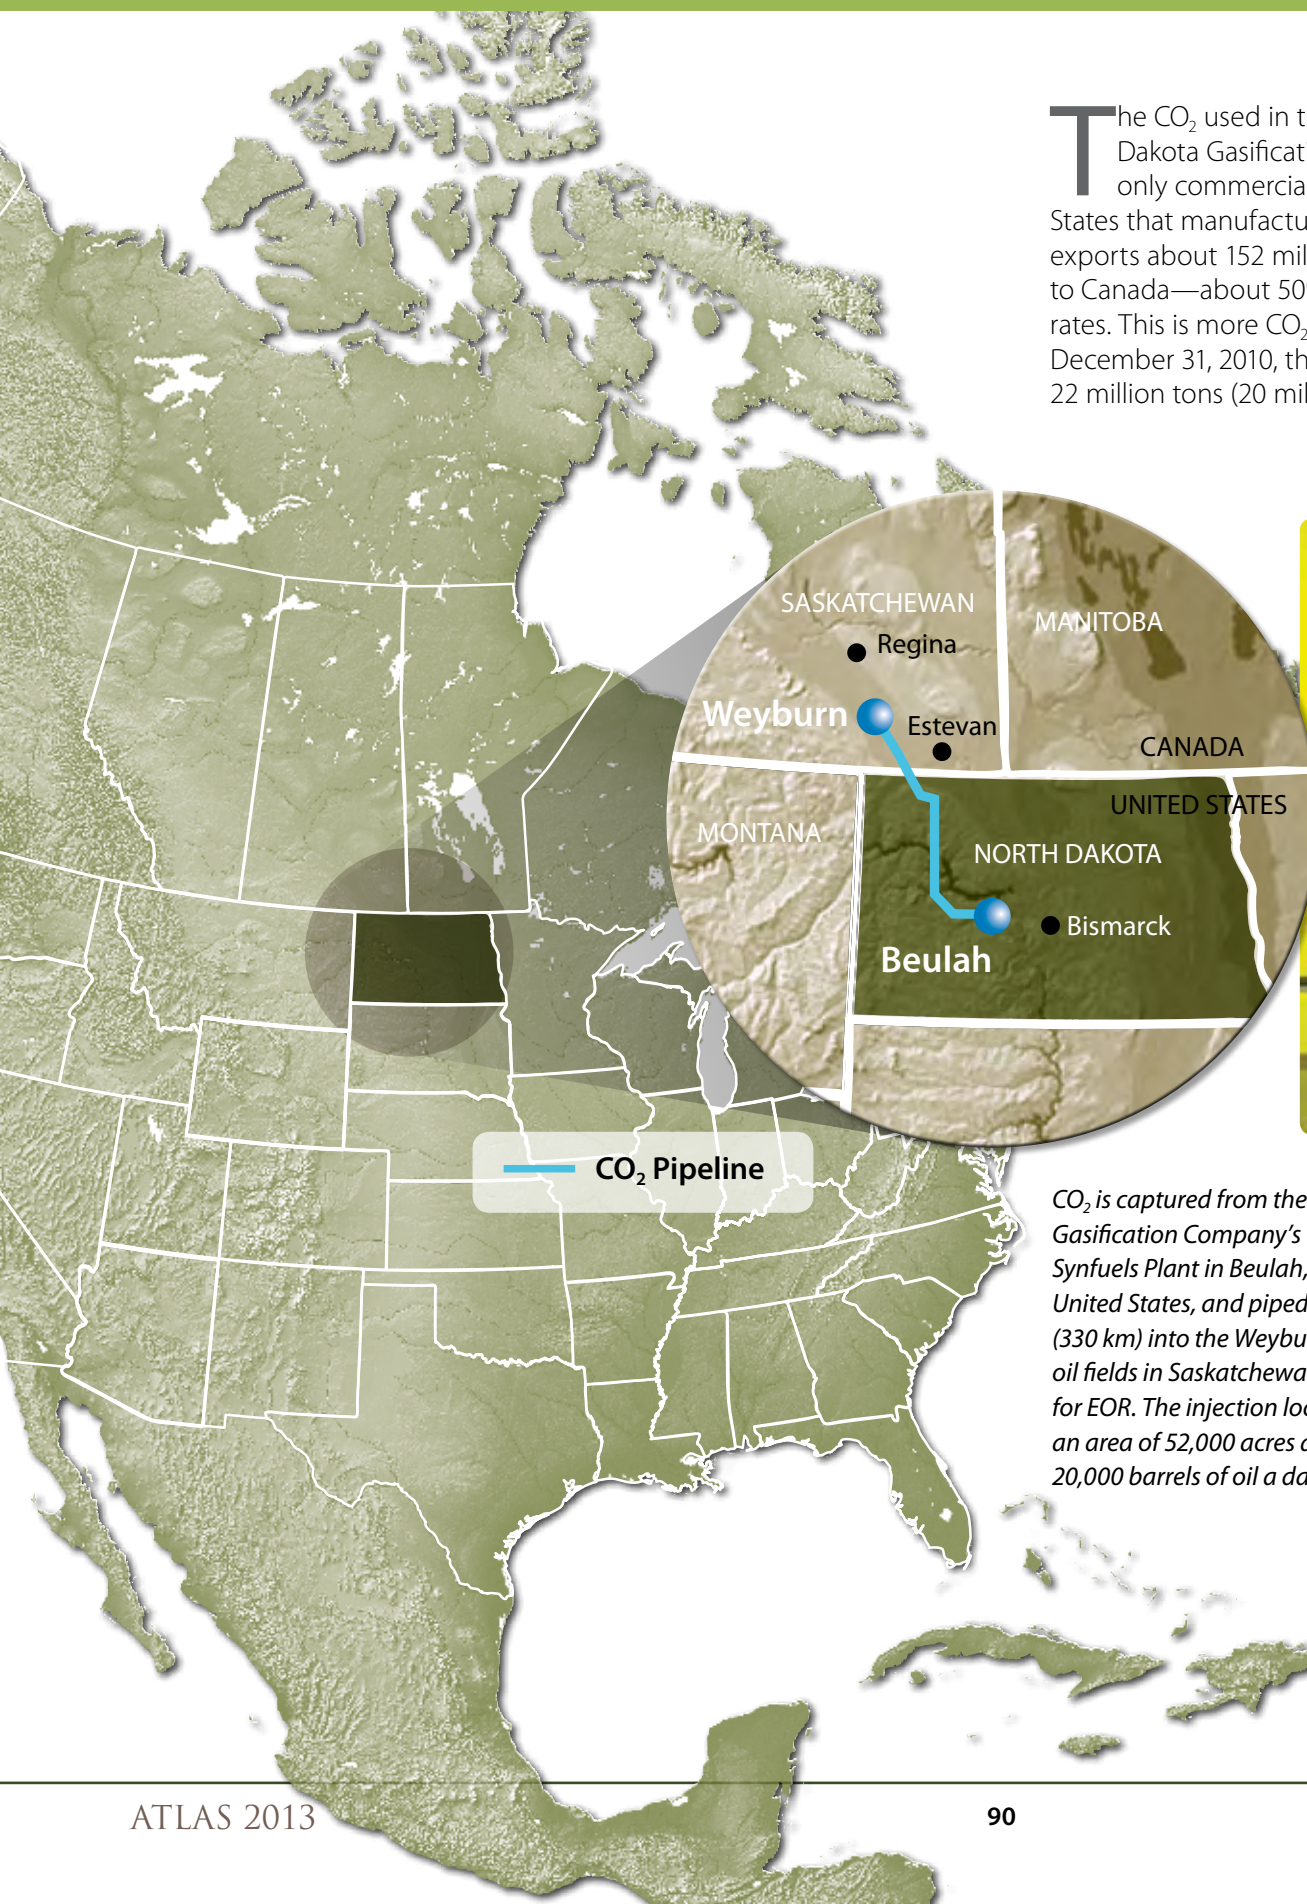 The CO₂ used in t
Dakota Gasificati
only commercia
States that manufactu
exports about 152 mil
to Canada—about 50
rates. This is more CO₂
December 31, 2010, th
22 million tons (20 mil
SASKATCHEWAN
MANITOBA
Regina
Weyburn
Estevan
CANADA
UNITED STATES
MONTANA
NORTH DAKOTA
Bismarck
Beulah
CO₂ Pipeline
CO₂ is captured from the
Gasification Company’s
Synfuels Plant in Beulah,
United States, and piped
(330 km) into the Weybu
oil fields in Saskatchewa
for EOR. The injection loc
an area of 52,000 acres
20,000 barrels of oil a da
ATLAS 2013
90